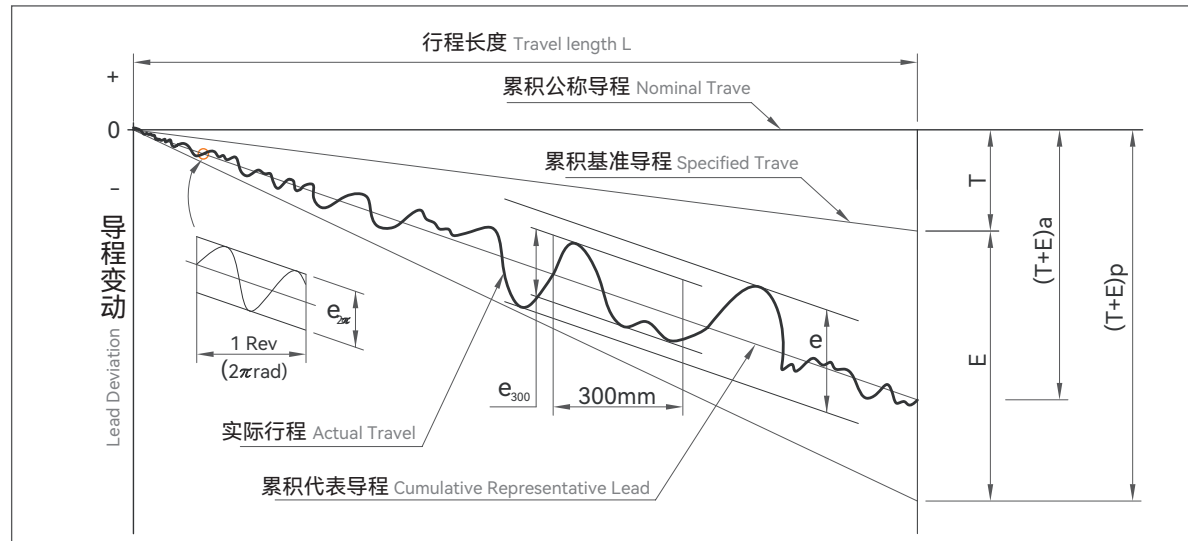 行程长度 Travel length L
+
累积公称导程 Nominal Trave
0
累积基准导程 Specified Trave
-
T
导程变动
Lead Deviation
(T+E)a
(T+E)p
e2π
1 Rev
(2πrad)
e
E
e300
300mm
实际行程 Actual Travel
累积代表导程 Cumulative Representative Lead